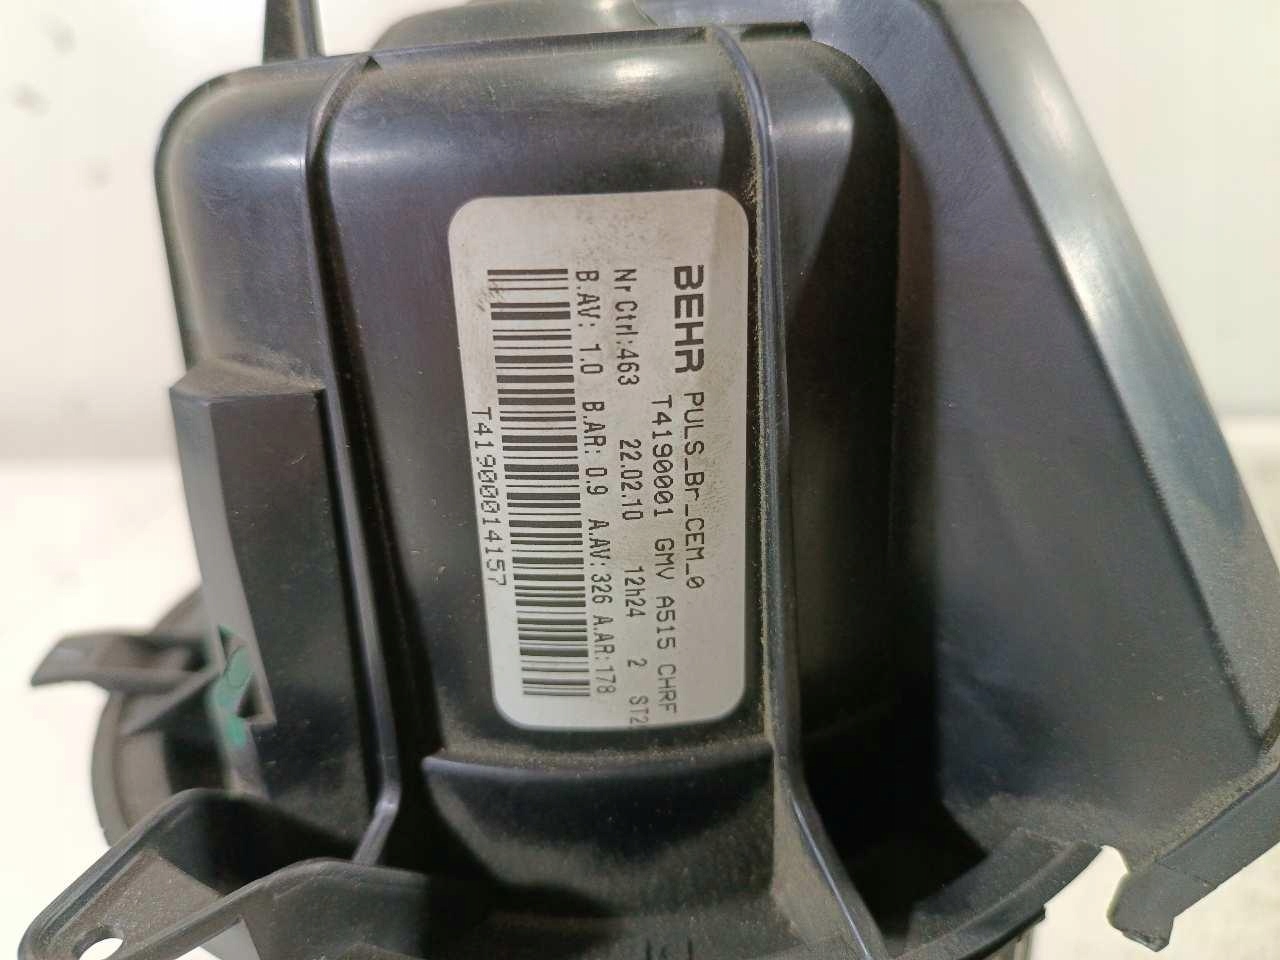 BEHR PULS_Br_CEM_0
T4190001 GMV A515 CHRF
Nr Ctrl:463 22.02.10 12h24 2 ST2
B.AV: 1.0 B.AR: 0.9 A.AV:326 A.AR:178
T41900014157